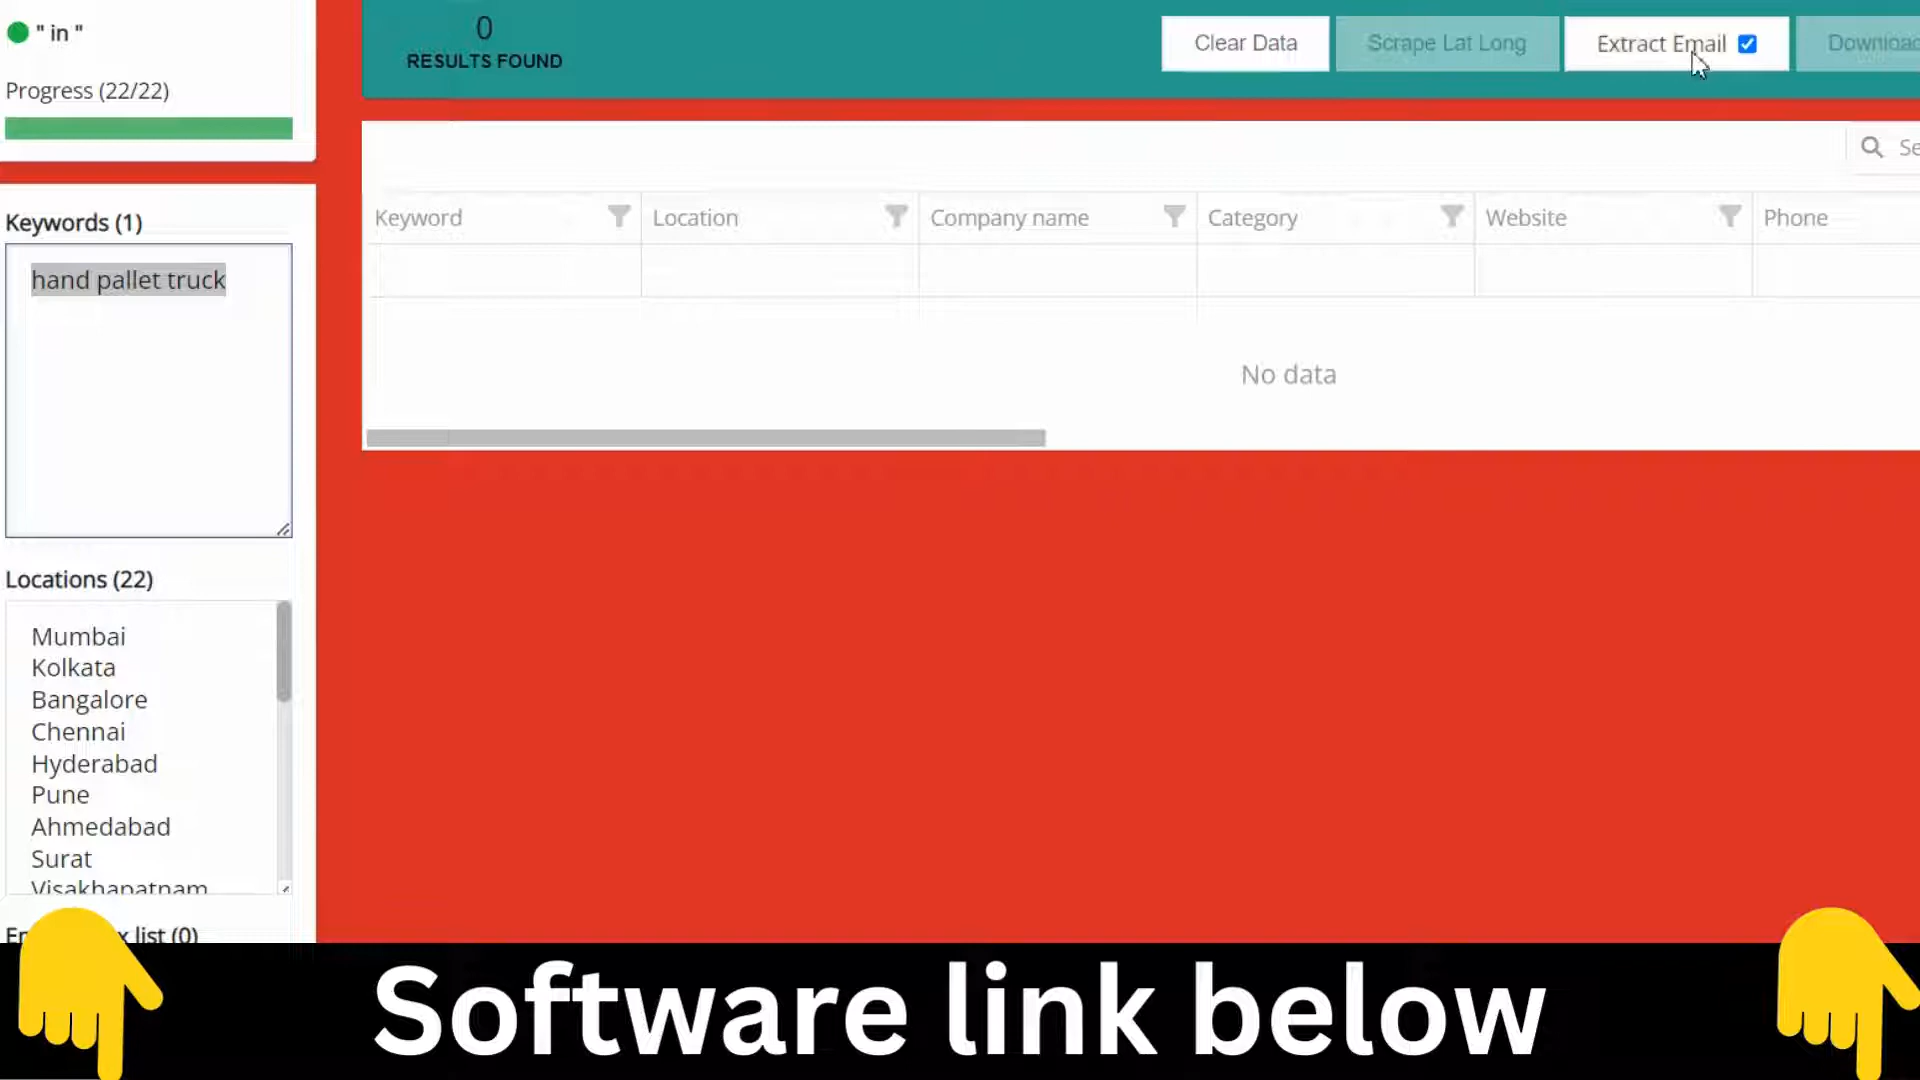 " in "
Progress (22/22)
0
RESULTS FOUND
Clear Data
Scrape Lat Long
Extract Email
Keywords (1)
hand pallet truck
Keyword
Location
Company name
Category
Website
Phone
No data
Locations (22)
Mumbai
Kolkata
Bangalore
Chennai
Hyderabad
Pune
Ahmedabad
Surat
Visakhapatnam
list (0)
Software link below